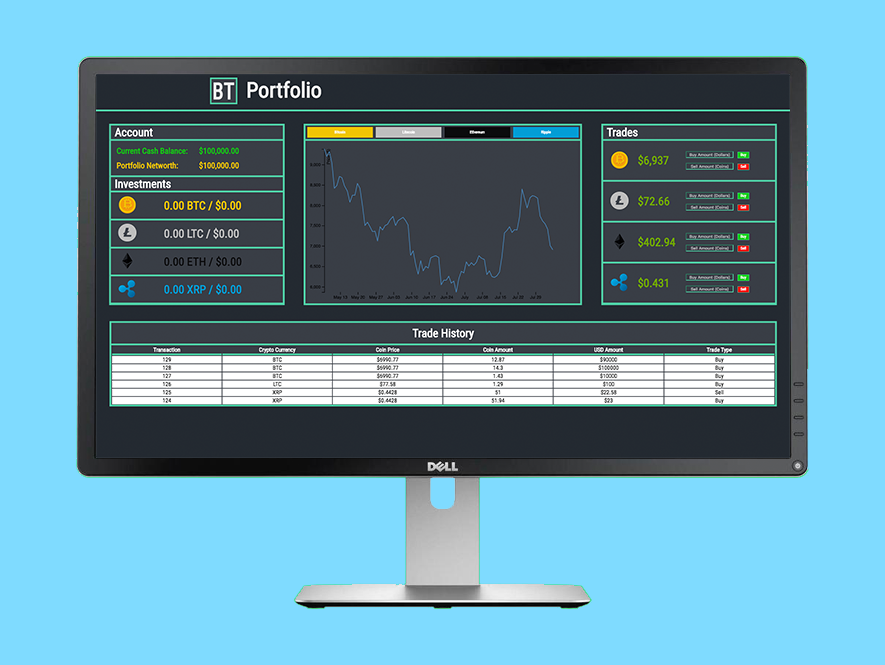 BT Portfolio
Account
Current Cash Balance: $100,000.00
Portfolio Networth: $100,000.00
Investments
0.00 BTC / $0.00
0.00 LTC / $0.00
0.00 ETH / $0.00
0.00 XRP / $0.00
Bitcoin Litecoin Ethereum Ripple
Trades
$6,937 Buy Amount (Dollars) Buy
Sell Amount (Coins) Sell
$72.66 Buy Amount (Dollars) Buy
Sell Amount (Coins) Sell
$402.94 Buy Amount (Dollars) Buy
Sell Amount (Coins) Sell
$0.431 Buy Amount (Dollars) Buy
Sell Amount (Coins) Sell
Trade History
Transaction Crypto Currency Coin Price Coin Amount USD Amount Trade Type
129 BTC $6990.77 12.87 $90000 Buy
128 BTC $6990.77 14.3 $100000 Buy
127 BTC $6990.77 1.43 $10000 Buy
126 LTC $77.58 1.29 $100 Buy
125 XRP $0.4428 51 $22.58 Sell
124 XRP $0.4428 51.94 $23 Buy
DELL